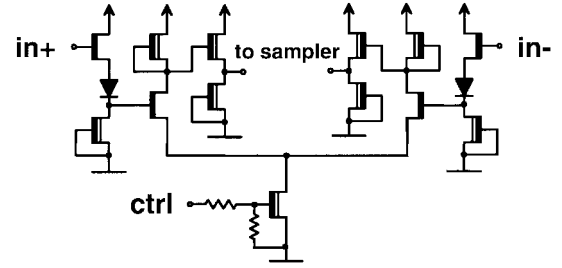 in+
to sampler
in-
ctrl